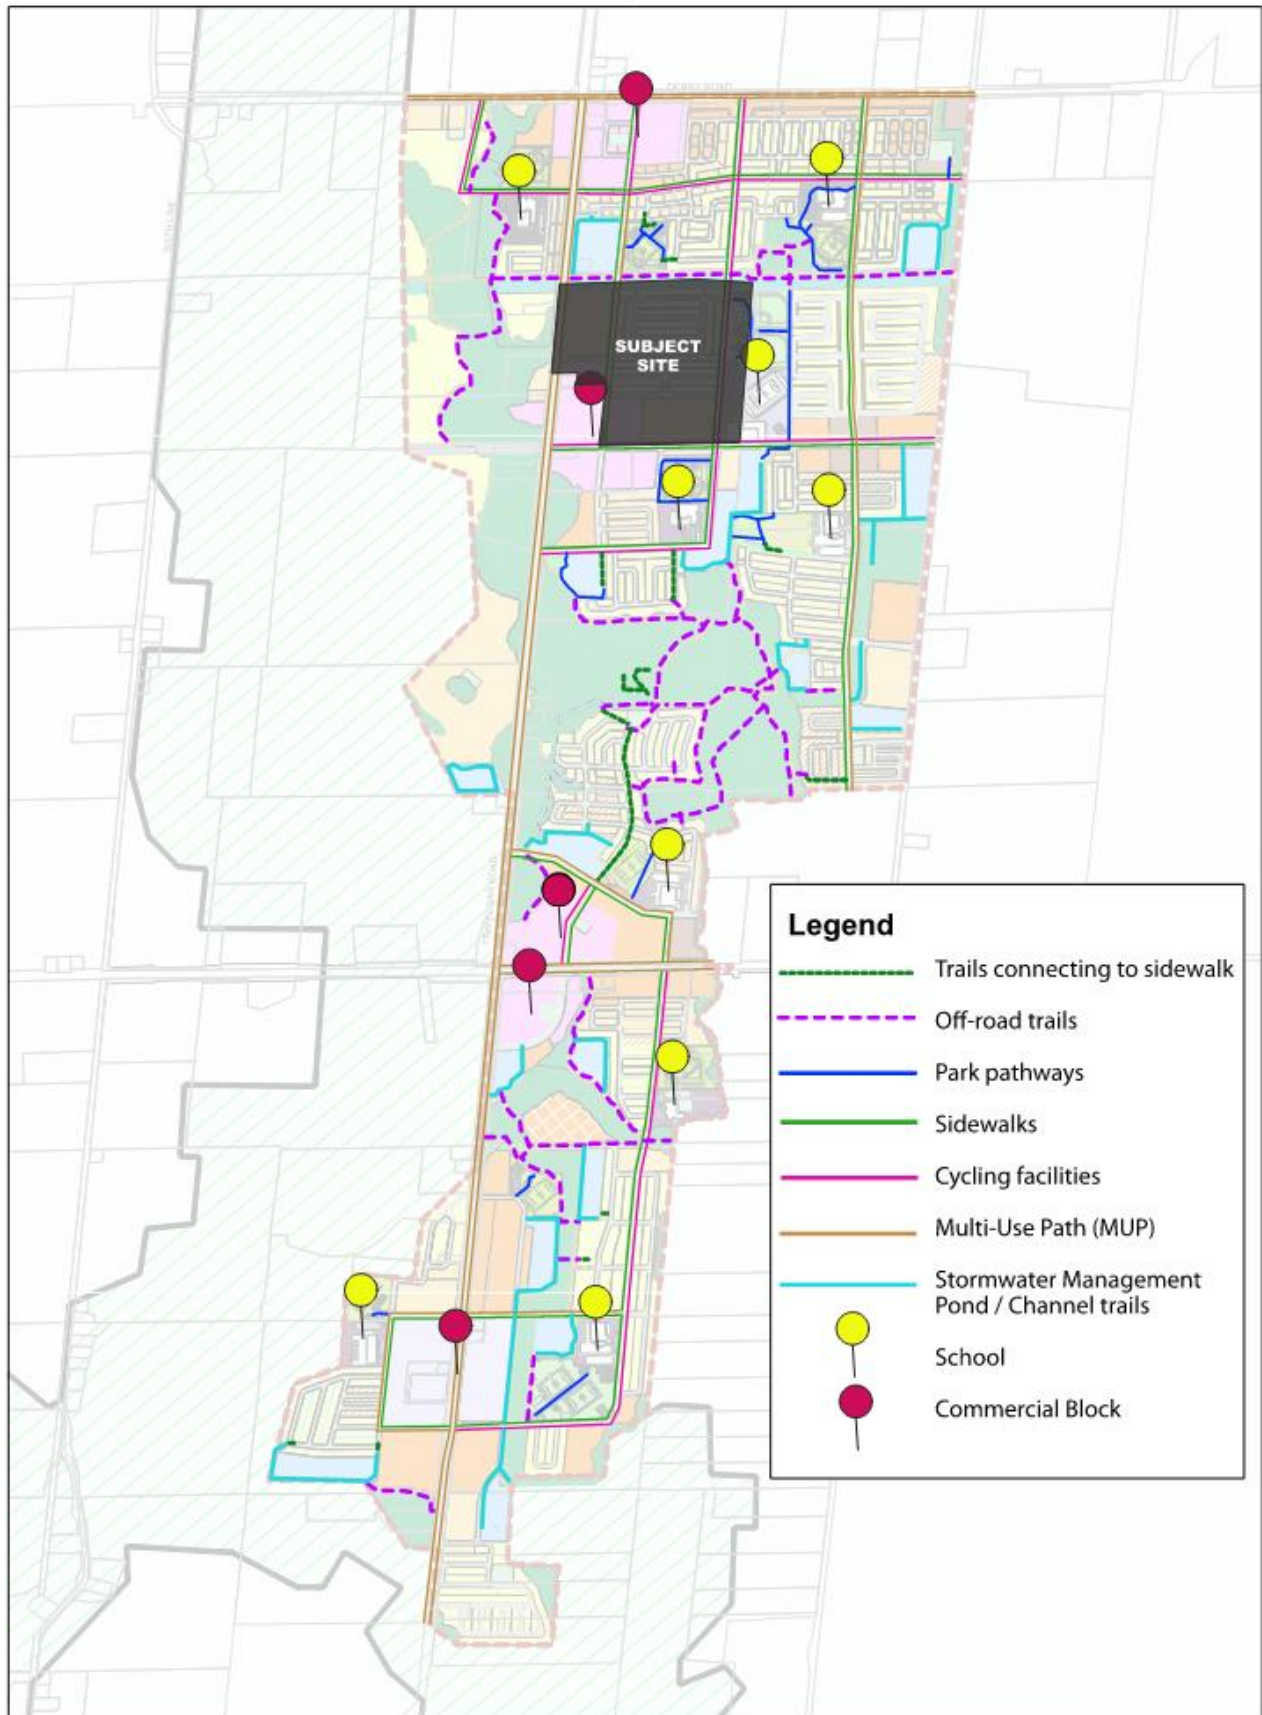 SUBJECT
SITE
Legend
Trails connecting to sidewalk
Off-road trails
Park pathways
Sidewalks
Cycling facilities
Multi-Use Path (MUP)
Stormwater Management
Pond / Channel trails
School
Commercial Block